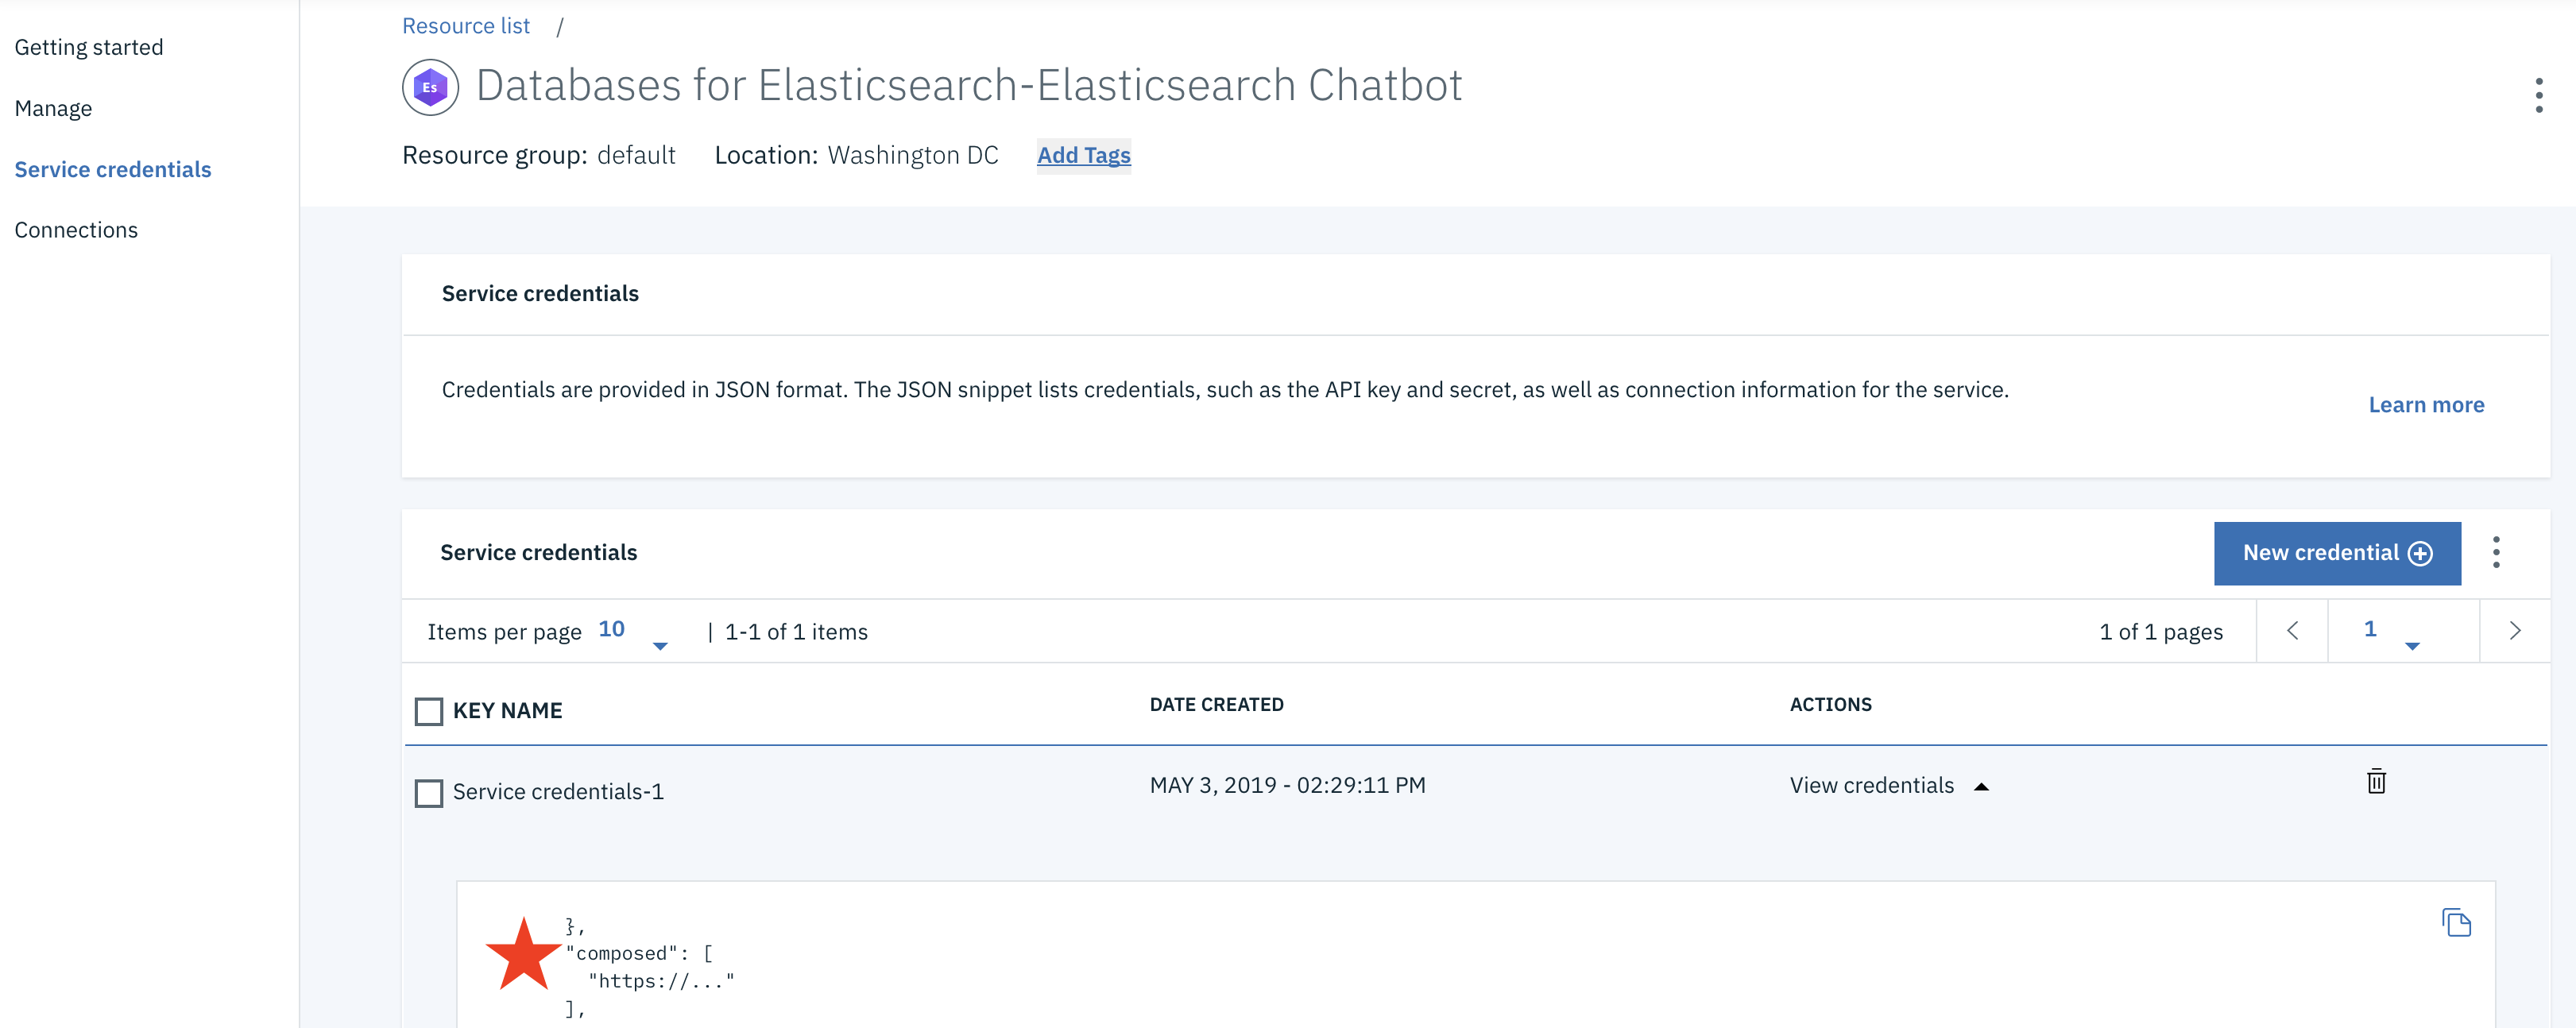 Getting started
Manage
Service credentials
Connections
Resource list /
Es
Databases for Elasticsearch-Elasticsearch Chatbot
Resource group: default Location: Washington DC Add Tags
Service credentials
Credentials are provided in JSON format. The JSON snippet lists credentials, such as the API key and secret, as well as connection information for the service.
Learn more
Service credentials
New credential
Items per page 10 | 1-1 of 1 items 1 of 1 pages 1
KEY NAME DATE CREATED ACTIONS
Service credentials-1 MAY 3, 2019 - 02:29:11 PM View credentials
},
"composed": [
"https://..."
],